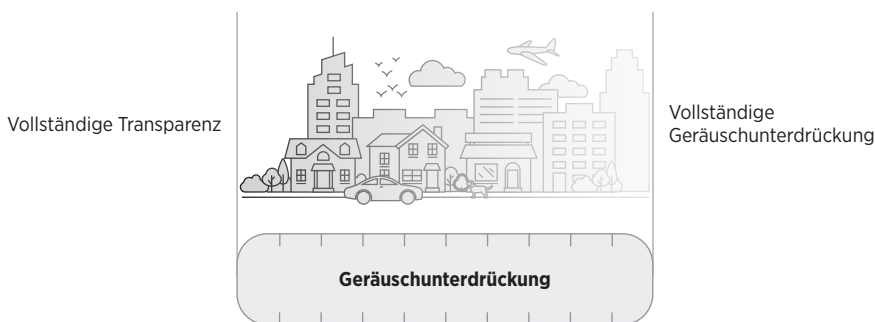 Vollständige Transparenz
Vollständige
Geräuschunterdrückung
Geräuschunterdrückung